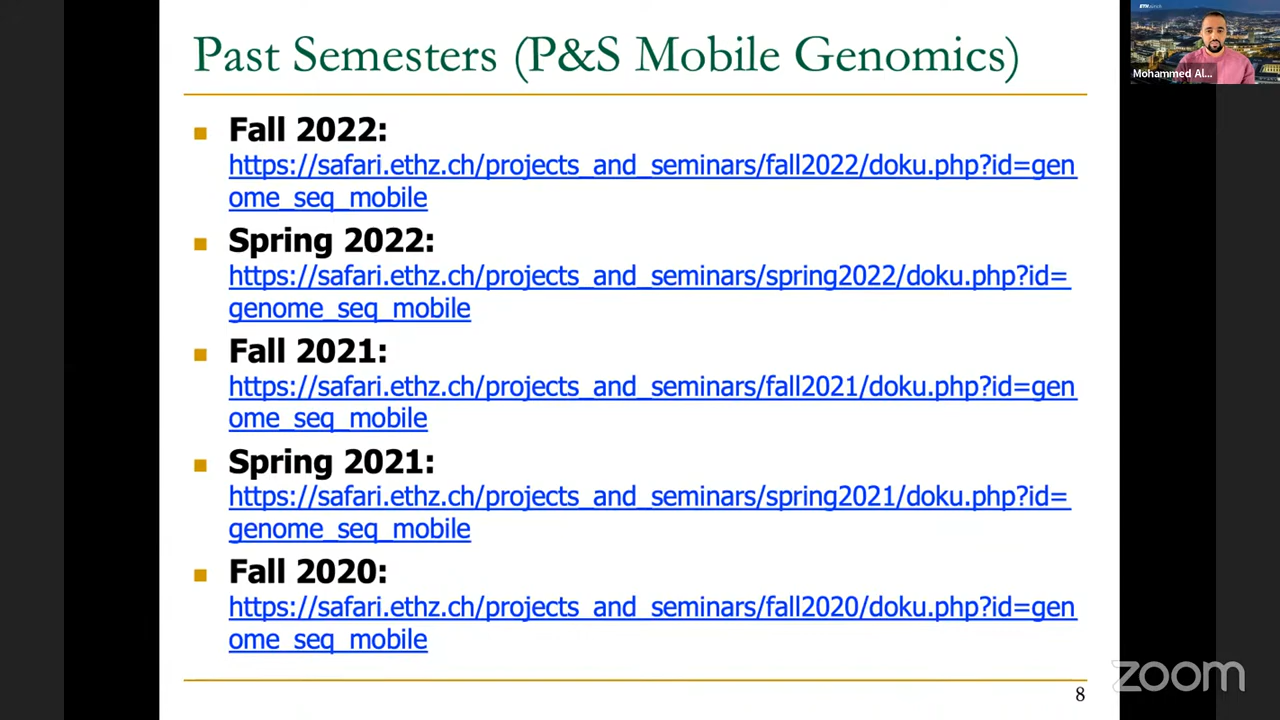 Past Semesters (P&S Mobile Genomics)
Fall 2022:
https://safari.ethz.ch/projects_and_seminars/fall2022/doku.php?id=gen
ome_seq_mobile
Spring 2022:
https://safari.ethz.ch/projects_and_seminars/spring2022/doku.php?id=
genome_seq_mobile
Fall 2021:
https://safari.ethz.ch/projects_and_seminars/fall2021/doku.php?id=gen
ome_seq_mobile
Spring 2021:
https://safari.ethz.ch/projects_and_seminars/spring2021/doku.php?id=
genome_seq_mobile
Fall 2020:
https://safari.ethz.ch/projects_and_seminars/fall2020/doku.php?id=gen
ome_seq_mobile
8
ETH zürich
Mohammed Al...
zoom